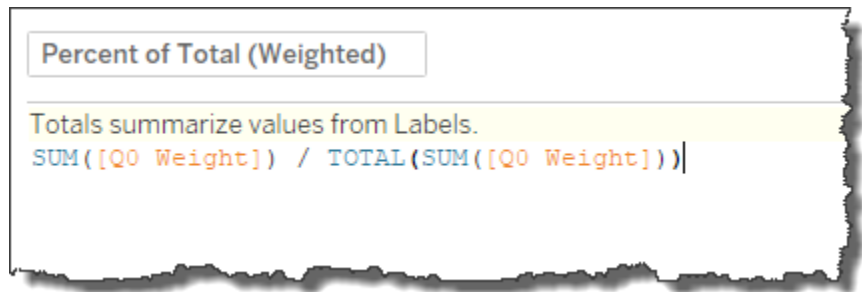 Percent of Total (Weighted)
Totals summarize values from Labels.
SUM([Q0 Weight]) / TOTAL(SUM([Q0 Weight]))